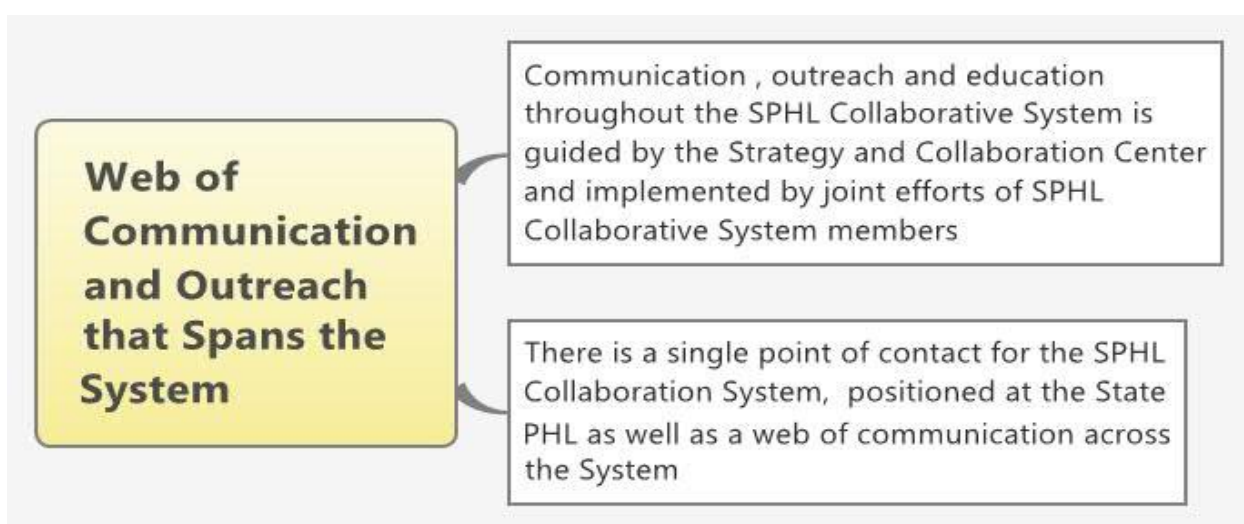 Web of
Communication
and Outreach
that Spans the
System
Communication , outreach and education
throughout the SPHL Collaborative System is
guided by the Strategy and Collaboration Center
and implemented by joint efforts of SPHL
Collaborative System members
There is a single point of contact for the SPHL
Collaboration System,  positioned at the State
PHL as well as a web of communication across
the System